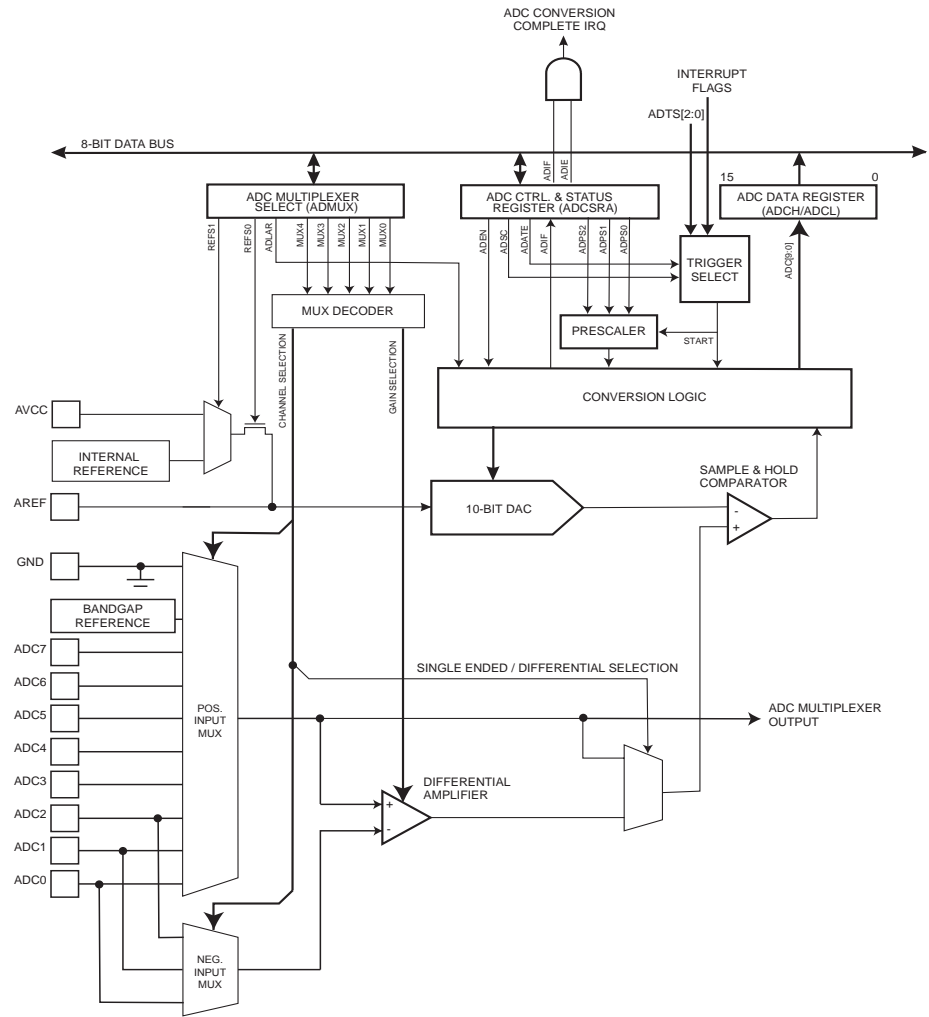 ADC CONVERSION
COMPLETE IRQ
INTERRUPT
FLAGS
ADTS[2:0]
8-BIT DATA BUS
ADIF
ADIE
15
0
ADC MULTIPLEXER
SELECT (ADMUX)
ADC CTRL. & STATUS
REGISTER (ADCSRA)
ADC DATA REGISTER
(ADCH/ADCL)
REFS1
REFS0
ADLAR
MUX4
MUX3
MUX2
MUX1
MUX0
ADEN
ADSC
ADATE
ADIF
ADPS2
ADPS1
ADPS0
ADC[9:0]
TRIGGER
SELECT
MUX DECODER
PRESCALER
START
CHANNEL SELECTION
GAIN SELECTION
CONVERSION LOGIC
AVCC
INTERNAL
REFERENCE
AREF
10-BIT DAC
SAMPLE & HOLD
COMPARATOR
-
+
GND
BANDGAP
REFERENCE
ADC7
ADC6
ADC5
ADC4
ADC3
ADC2
ADC1
ADC0
POS.
INPUT
MUX
SINGLE ENDED / DIFFERENTIAL SELECTION
ADC MULTIPLEXER
OUTPUT
DIFFERENTIAL
AMPLIFIER
+
-
NEG.
INPUT
MUX